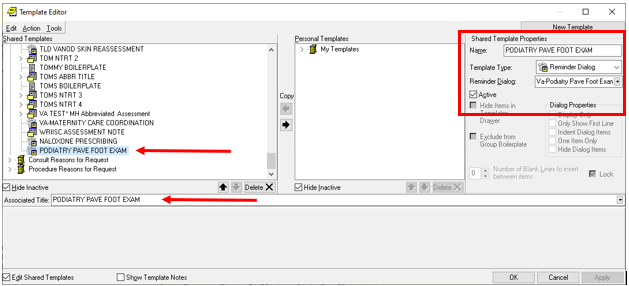 Template Editor
Edit Action Tools
New Template
Shared Templates
TLD VANOD SKIN REASSESSMENT
TOM NTRT 2
TOMMY BOILERPLATE
TOMS ABBR TITLE
TOMS BOILERPLATE
TOMS NTRT 3
TOMS NTRT 4
VA TEST* MH Abbreviated Assessment
VA-MATERNITY CARE COORDINATION
WRIISC ASSESSMENT NOTE
NALOXONE PRESCRIBING
PODIATRY PAVE FOOT EXAM
Consult Reasons for Request
Procedure Reasons for Request
Hide Inactive
Delete
Copy
Personal Templates
My Templates
Hide Inactive
Delete
Shared Template Properties
Name: PODIATRY PAVE FOOT EXAM
Template Type: Reminder Dialog
Reminder Dialog: Va-Podiatry Pave Foot Exan
Active
Hide Items in
Templates
Drawer
Exclude from
Group Boilerplate
Dialog Properties
Display Only
Only Show First Line
Indent Dialog Items
One Item Only
Hide Dialog Items
0 Number of Blank Lines to insert
between items
Lock
Associated Title: PODIATRY PAVE FOOT EXAM
Edit Shared Templates
Show Template Notes
OK Cancel Apply